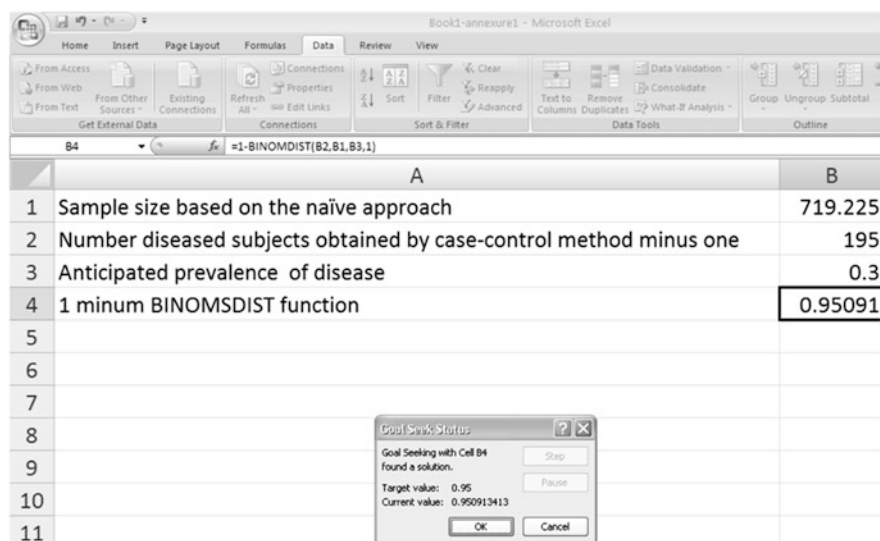 Book1-annexure1 - Microsoft Excel
Home Insert Page Layout Formulas Data Review View
From Access
From Web
From Text
From Other Sources
Existing Connections
Get External Data
Refresh All
Connections
Properties
Edit Links
Connections
Sort
Filter
Clear
Reapply
Advanced
Sort & Filter
Text to Columns
Remove Duplicates
Data Validation
Consolidate
What-If Analysis
Data Tools
Group Ungroup Subtotal
Outline
B4 fx =1-BINOMDIST(B2,B1,B3,1)
A B
1 Sample size based on the naïve approach 719.225
2 Number diseased subjects obtained by case-control method minus one 195
3 Anticipated prevalence of disease 0.3
4 1 minum BINOMSDIST function 0.95091
5
6
7
8
9
10
11
Goal Seek Status
Goal Seeking with Cell B4
found a solution.
Step
Pause
Target value: 0.95
Current value: 0.950913413
OK Cancel